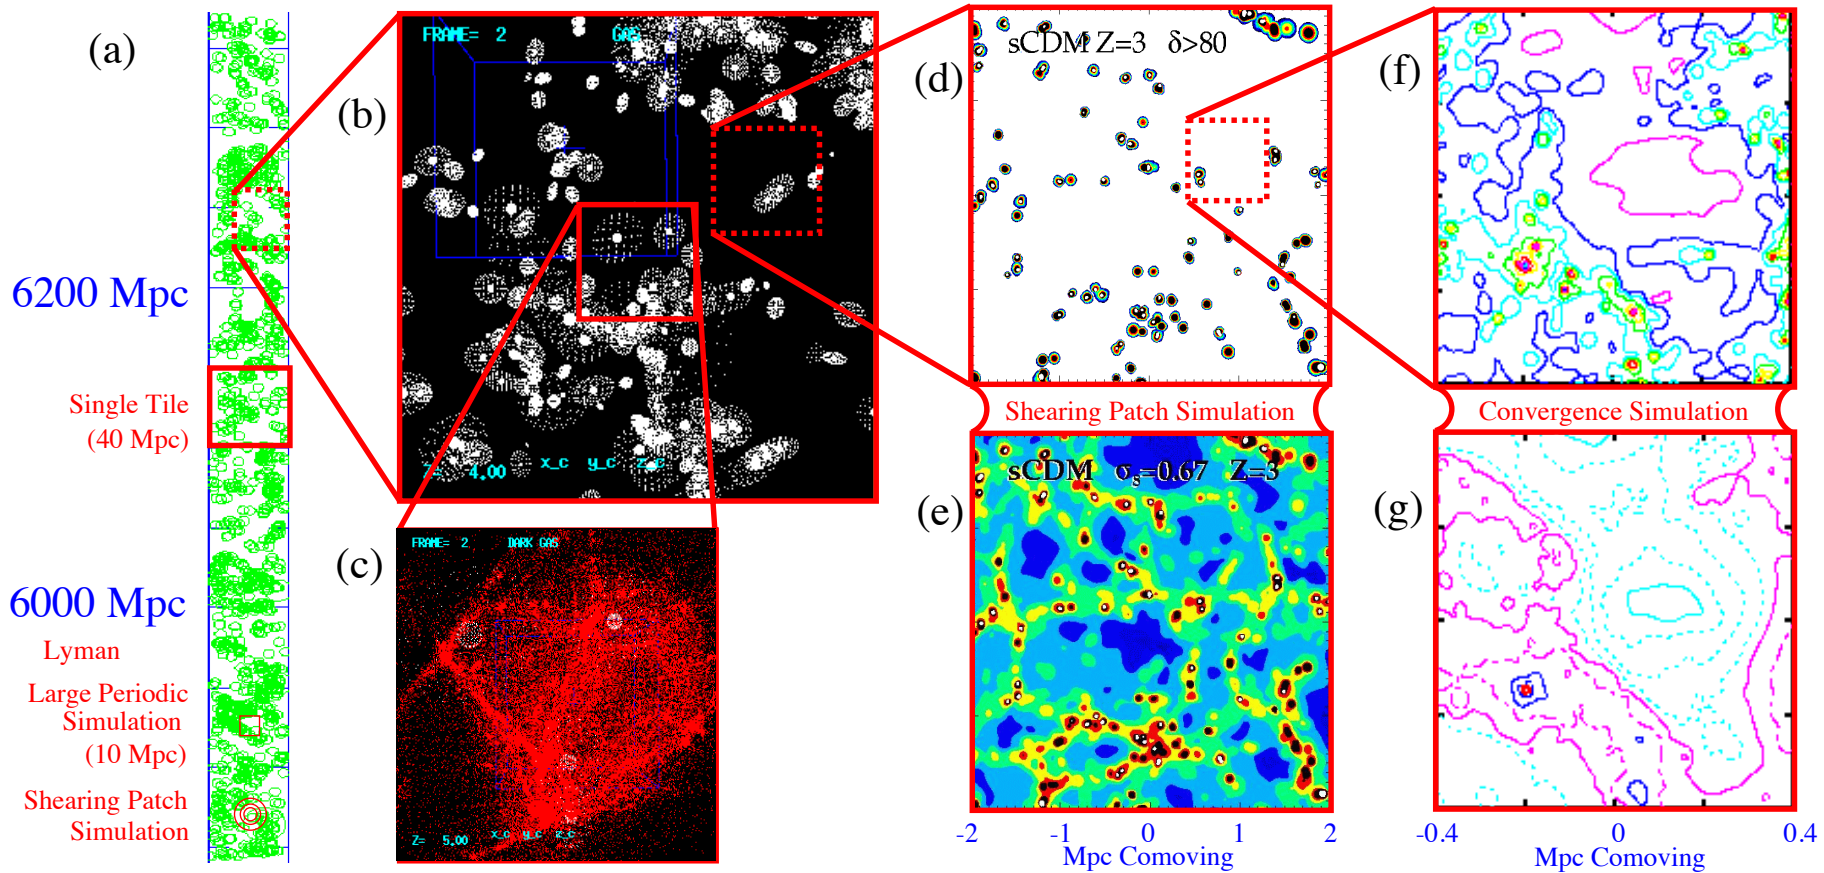 (a)
6200 Mpc
Single Tile
(40 Mpc)
6000 Mpc
Lyman
Large Periodic
Simulation
(10 Mpc)
Shearing Patch
Simulation
(b)
FRAME= 2 GAS
Z= 4.00 x_c y_c z_c
(c)
FRAME= 2 DARK GAS
Z= 5.00 x_c y_c z_c
(d)
sCDM Z=3 δ>80
Shearing Patch Simulation
(e)
sCDM σ₈=0.67 Z=3
-2 -1 0 1 2
Mpc Comoving
(f)
Convergence Simulation
(g)
-0.4 0 0.4
Mpc Comoving